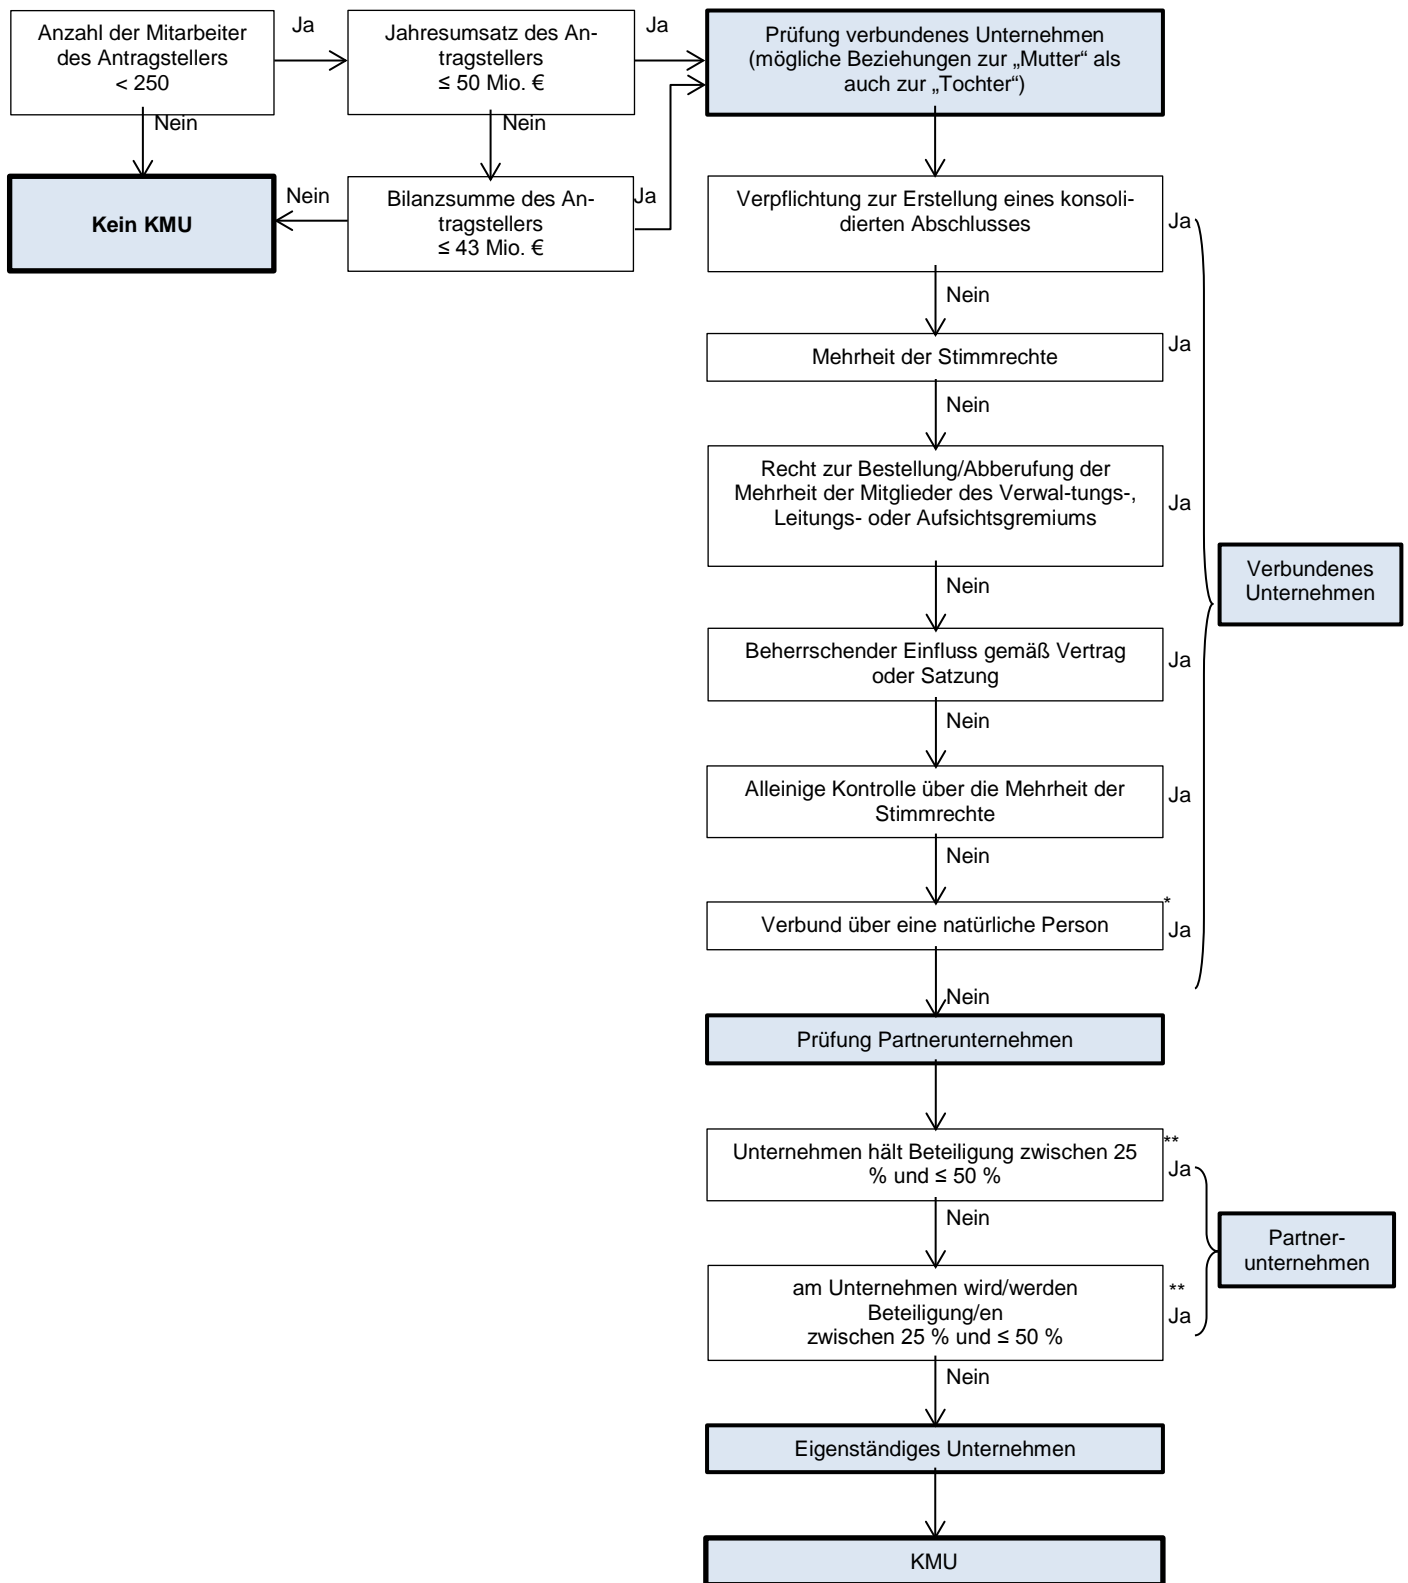 Anzahl der Mitarbeiter
des Antragstellers
< 250
Ja
Jahresumsatz des An-
tragstellers
≤ 50 Mio. €
Ja
Prüfung verbundenes Unternehmen
(mögliche Beziehungen zur „Mutter“ als
auch zur „Tochter“)
Nein
Nein
Kein KMU
Nein
Bilanzsumme des An-
tragstellers
≤ 43 Mio. €
Ja
Verpflichtung zur Erstellung eines konsoli-
dierten Abschlusses
Ja
Nein
Mehrheit der Stimmrechte
Ja
Nein
Recht zur Bestellung/Abberufung der
Mehrheit der Mitglieder des Verwal-tungs-,
Leitungs- oder Aufsichtsgremiums
Ja
Verbundenes
Unternehmen
Nein
Beherrschender Einfluss gemäß Vertrag
oder Satzung
Ja
Nein
Alleinige Kontrolle über die Mehrheit der
Stimmrechte
Ja
Nein
Verbund über eine natürliche Person
*
Ja
Nein
Prüfung Partnerunternehmen
Unternehmen hält Beteiligung zwischen 25
% und ≤ 50 %
**
Ja
Nein
Partner-
unternehmen
am Unternehmen wird/werden
Beteiligung/en
zwischen 25 % und ≤ 50 %
**
Ja
Nein
Eigenständiges Unternehmen
KMU